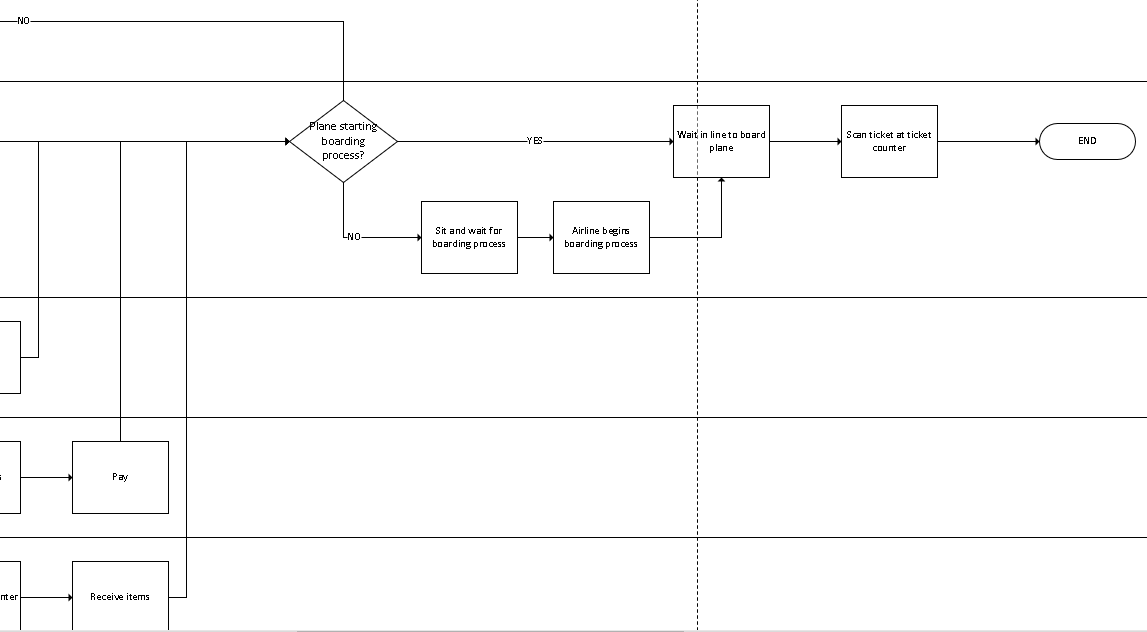 NO
Plane starting
boarding
process?
YES
Wait in line to board
plane
Scan ticket at ticket
counter
END
NO
Sit and wait for
boarding process
Airline begins
boarding process
s
Pay
nter
Receive items